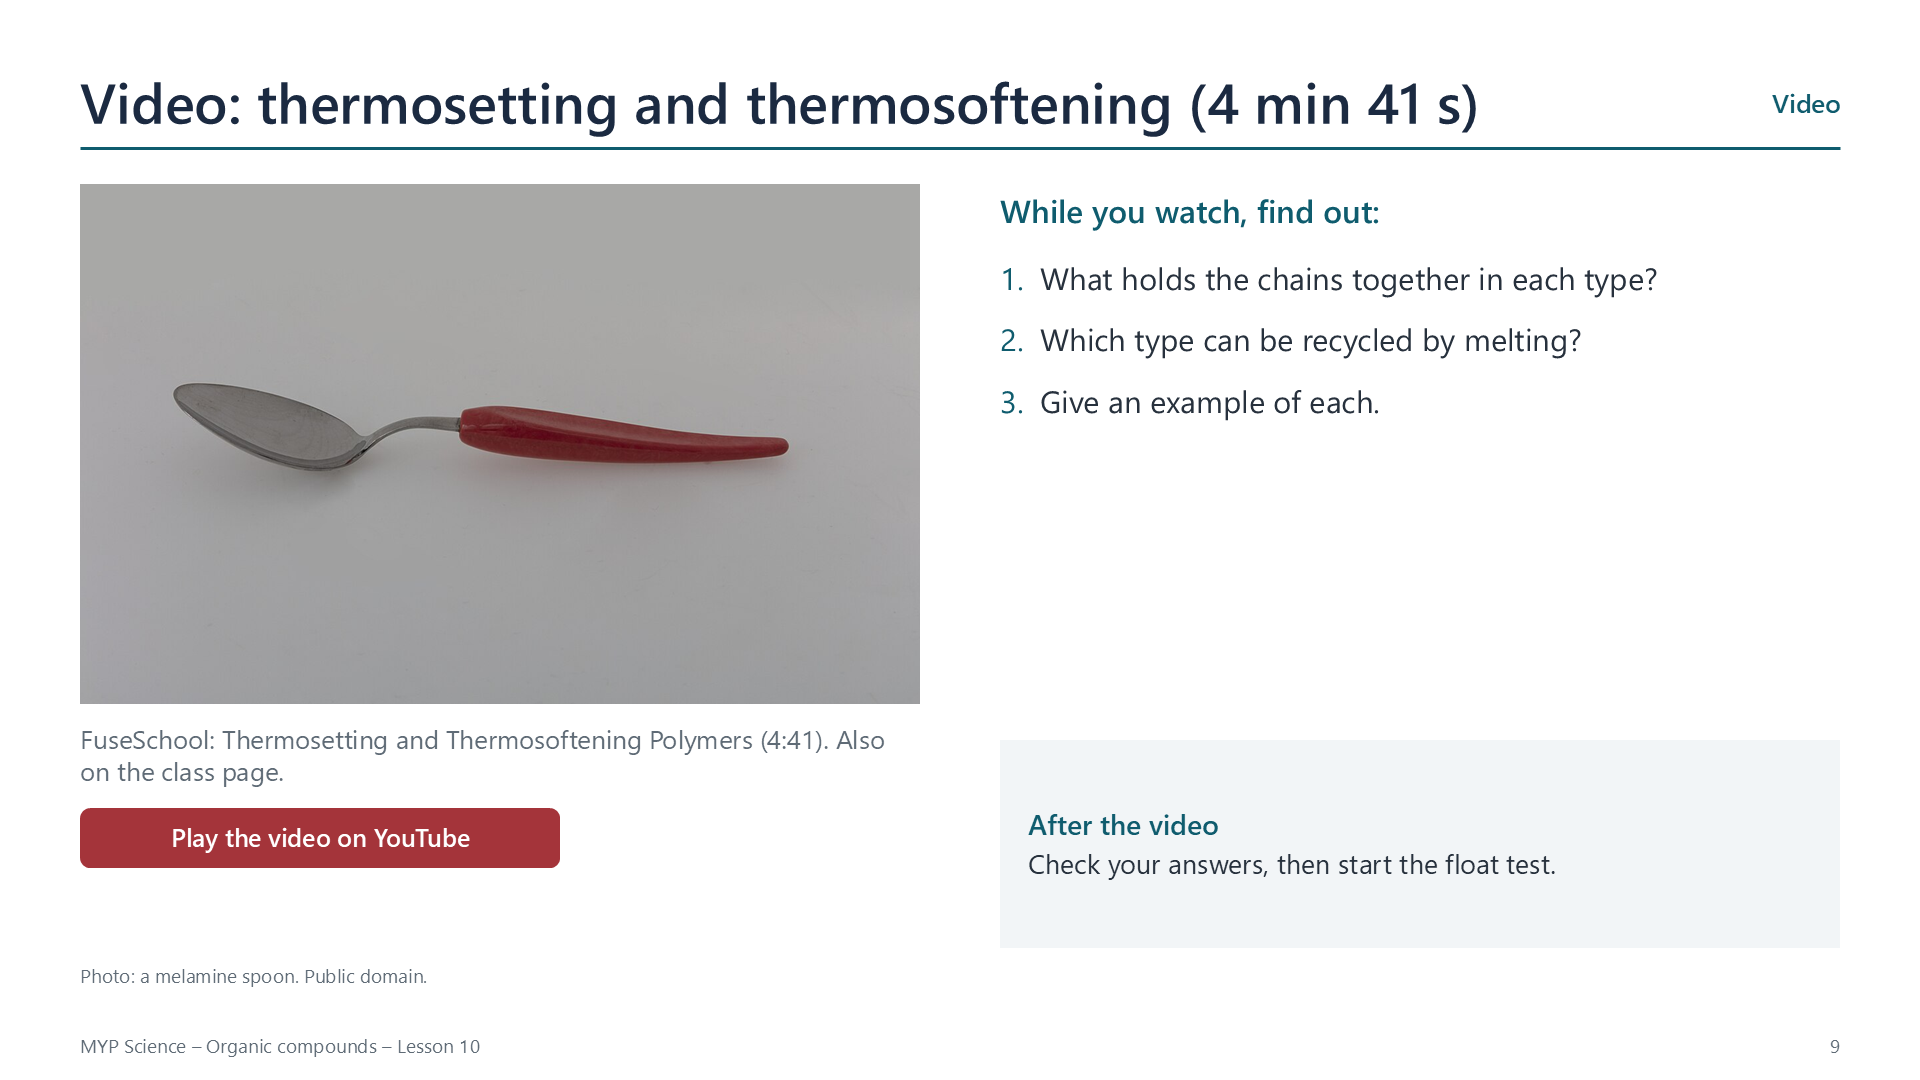 Video: thermosetting and thermosoftening (4 min 41 s)
Video
While you watch, find out:
1. What holds the chains together in each type?
2. Which type can be recycled by melting?
3. Give an example of each.
FuseSchool: Thermosetting and Thermosoftening Polymers (4:41). Also
on the class page.
Play the video on YouTube
After the video
Check your answers, then start the float test.
Photo: a melamine spoon. Public domain.
MYP Science – Organic compounds – Lesson 10
9